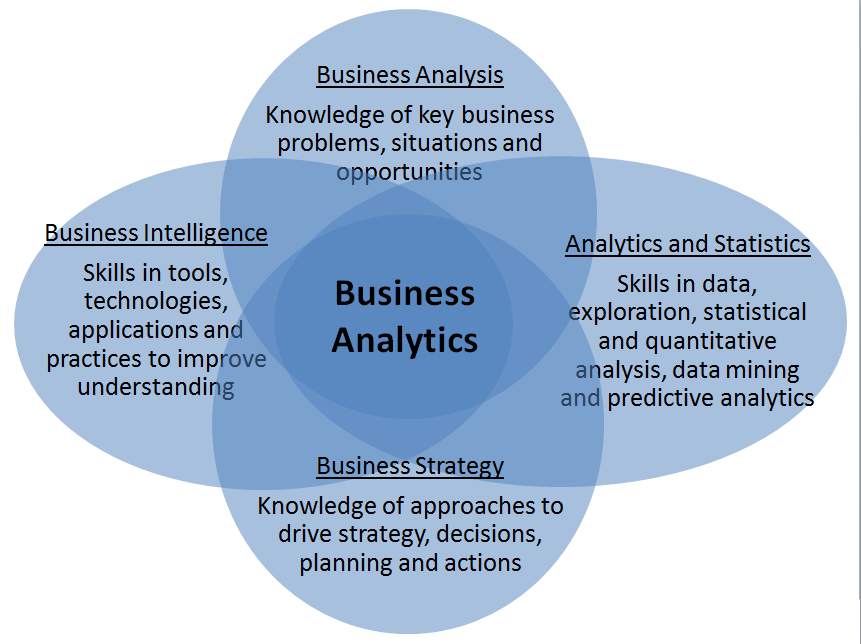 Business Analysis
Knowledge of key business
problems, situations and
opportunities
Business Intelligence
Skills in tools,
technologies,
applications and
practices to improve
understanding
Business
Analytics
Analytics and Statistics
Skills in data,
exploration, statistical
and quantitative
analysis, data mining
and predictive analytics
Business Strategy
Knowledge of approaches to
drive strategy, decisions,
planning and actions